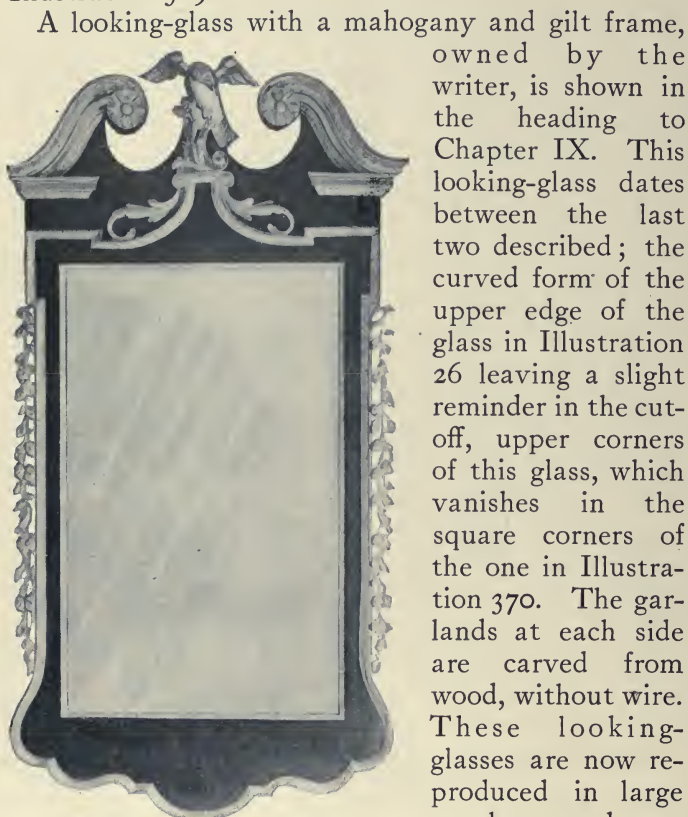 A looking-glass with a mahogany and gilt frame,
owned by the
writer, is shown in
the heading to
Chapter IX. This
looking-glass dates
between the last
two described; the
curved form of the
upper edge of the
glass in Illustration
26 leaving a slight
reminder in the cut-
off, upper corners
of this glass, which
vanishes in the
square corners of
the one in Illustra-
tion 370. The gar-
lands at each side
are carved from
wood, without wire.
These looking-
glasses are now re-
produced in large